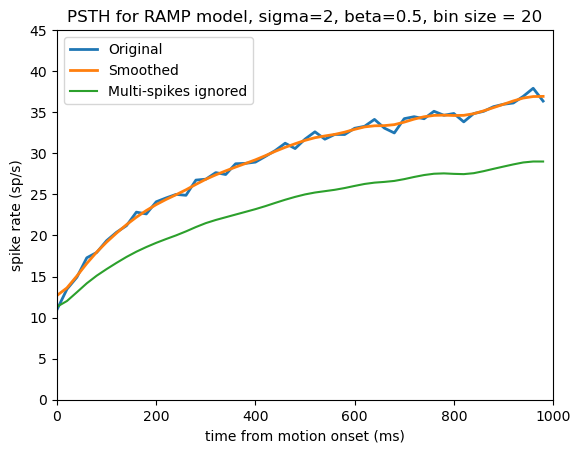 PSTH for RAMP model, sigma=2, beta=0.5, bin size = 20
Original
Smoothed
Multi-spikes ignored
45
40
35
30
25
20
15
10
5
0
spike rate (sp/s)
0 200 400 600 800 1000
time from motion onset (ms)